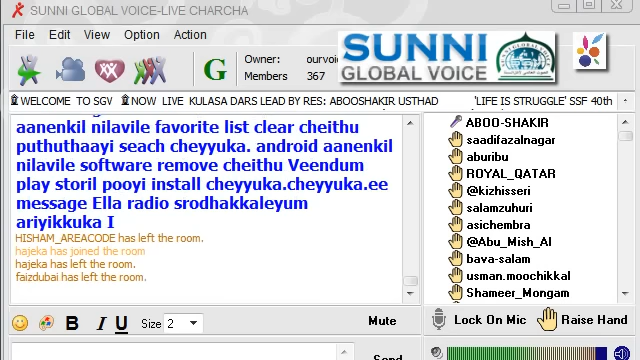 SUNNI GLOBAL VOICE-LIVE CHARCHA
File Edit View Option Action
G
Owner: ourvoi
Members 367
SUNNI
GLOBAL VOICE
WELCOME TO SGV NOW LIVE KULASA DARS LEAD BY RES: ABOOSHAKIR USTHAD 'LIFE IS STRUGGLE' SSF 40th
aanenkil nilavile favorite list clear cheithu
puthuthaayi seach cheyyuka. android aanenkil
nilavile software remove cheithu Veendum
play storil pooyi install cheyyuka.cheyyuka.ee
message Ella radio srodhakkaleyum
ariyikkuka I
HISHAM_AREACODE has left the room.
hajeka has joined the room
hajeka has left the room.
faizdubai has left the room.
ABOO-SHAKIR
saadifazalnagar
aburibu
ROYAL_QATAR
@kizhisseri
salamzuhuri
asichembra
@Abu_Mish_Al
bava-salam
usman.moochikkal
Shameer_Mongam
B I U Size 2 Mute
Lock On Mic Raise Hand
Send